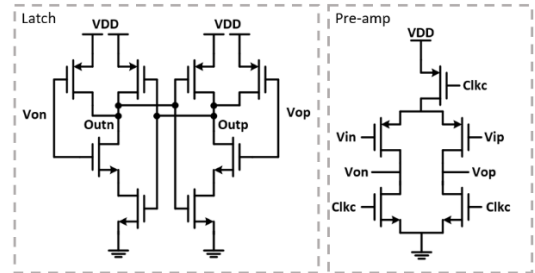 Latch
VDD VDD
Von
Outn
Outp
Vop
Pre-amp
VDD
Clkc
Vin
Vip
Von
Vop
Clkc
Clkc